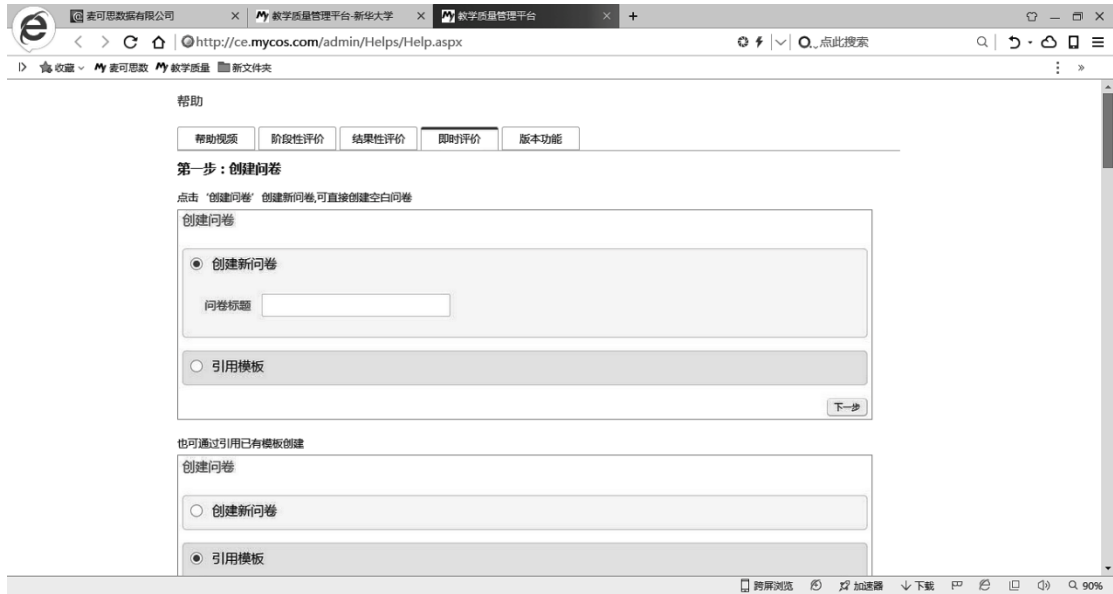 麦可思数据有限公司
教学质量管理平台-新华大学
教学质量管理平台
http://ce.mycos.com/admin/Helps/Help.aspx
点此搜索
收藏 麦可思数 教学质量 新文件夹
帮助
帮助视频 阶段性评价 结果性评价 即时评价 版本功能
第一步：创建问卷
点击‘创建问卷’创建新问卷,可直接创建空白问卷
创建问卷
创建新问卷
问卷标题
引用模板
下一步
也可通过引用已有模板创建
创建问卷
创建新问卷
引用模板
跨屏浏览 加速器 下载 90%